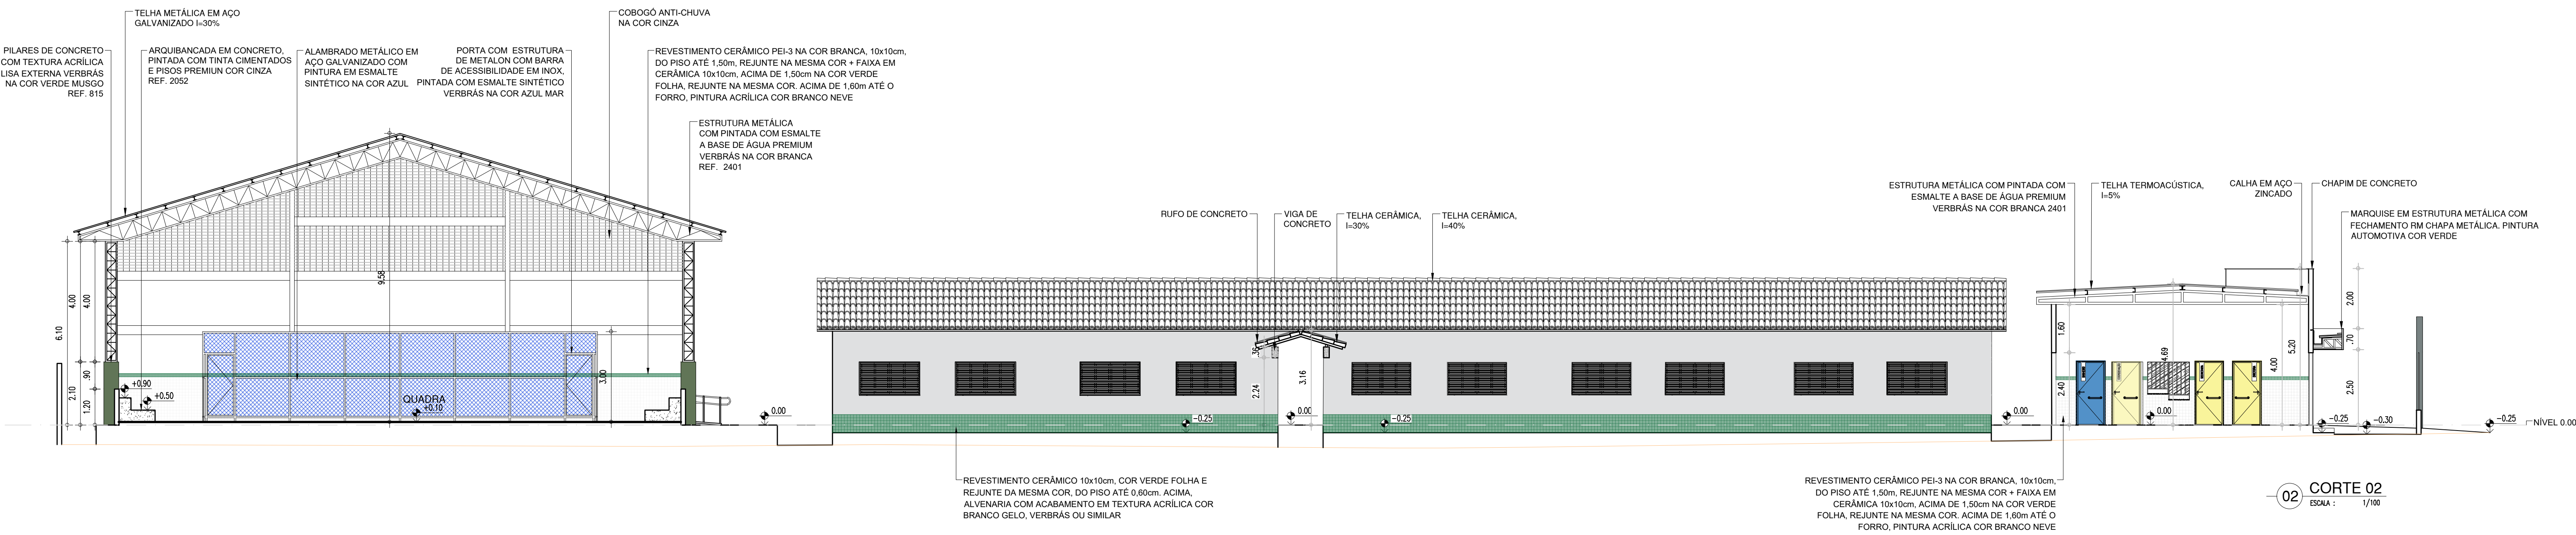 TELHA METÁLICA EM AÇO
GALVANIZADO I=30%
COBOGÓ ANTI-CHUVA
NA COR CINZA
PILARES DE CONCRETO
COM TEXTURA ACRÍLICA
LISA EXTERNA VERBRÁS
NA COR VERDE MUSGO
REF. 815
ARQUIBANCADA EM CONCRETO,
PINTADA COM TINTA CIMENTADOS
E PISOS PREMIUN COR CINZA
REF. 2052
ALAMBRADO METÁLICO EM
AÇO GALVANIZADO COM
PINTURA EM ESMALTE
SINTÉTICO NA COR AZUL
PORTA COM ESTRUTURA
DE METALON COM BARRA
DE ACESSIBILIDADE EM INOX,
PINTADA COM ESMALTE SINTÉTICO
VERBRÁS NA COR AZUL MAR
REVESTIMENTO CERÂMICO PEI-3 NA COR BRANCA, 10x10cm,
DO PISO ATÉ 1,50m, REJUNTE NA MESMA COR + FAIXA EM
CERÂMICA 10x10cm, ACIMA DE 1,50cm NA COR VERDE
FOLHA, REJUNTE NA MESMA COR. ACIMA DE 1,60m ATÉ O
FORRO, PINTURA ACRÍLICA COR BRANCO NEVE
ESTRUTURA METÁLICA
COM PINTADA COM ESMALTE
A BASE DE ÁGUA PREMIUM
VERBRÁS NA COR BRANCA
REF. 2401
RUFO DE CONCRETO
VIGA DE
CONCRETO
TELHA CERÂMICA,
I=30%
TELHA CERÂMICA,
I=40%
ESTRUTURA METÁLICA COM PINTADA COM
ESMALTE A BASE DE ÁGUA PREMIUM
VERBRÁS NA COR BRANCA 2401
TELHA TERMOACÚSTICA,
I=5%
CALHA EM AÇO
ZINCADO
CHAPIM DE CONCRETO
MARQUISE EM ESTRUTURA METÁLICA COM
FECHAMENTO RM CHAPA METÁLICA. PINTURA
AUTOMOTIVA COR VERDE
6.10
4.00
4.00
2.10
.90
1.20
+0.90
+0.50
9.58
QUADRA
+0.10
3.00
0.00
-0.25
.36
2.24
3.16
0.00
-0.25
0.00
1.60
2.40
4.69
0.00
4.00
5.20
2.00
.70
2.50
-0.25
-0.30
-0.25
NÍVEL 0.00
REVESTIMENTO CERÂMICO 10x10cm, COR VERDE FOLHA E
REJUNTE DA MESMA COR, DO PISO ATÉ 0,60cm. ACIMA,
ALVENARIA COM ACABAMENTO EM TEXTURA ACRÍLICA COR
BRANCO GELO, VERBRÁS OU SIMILAR
REVESTIMENTO CERÂMICO PEI-3 NA COR BRANCA, 10x10cm,
DO PISO ATÉ 1,50m, REJUNTE NA MESMA COR + FAIXA EM
CERÂMICA 10x10cm, ACIMA DE 1,50cm NA COR VERDE
FOLHA, REJUNTE NA MESMA COR. ACIMA DE 1,60m ATÉ O
FORRO, PINTURA ACRÍLICA COR BRANCO NEVE
02
CORTE 02
ESCALA : 1/100